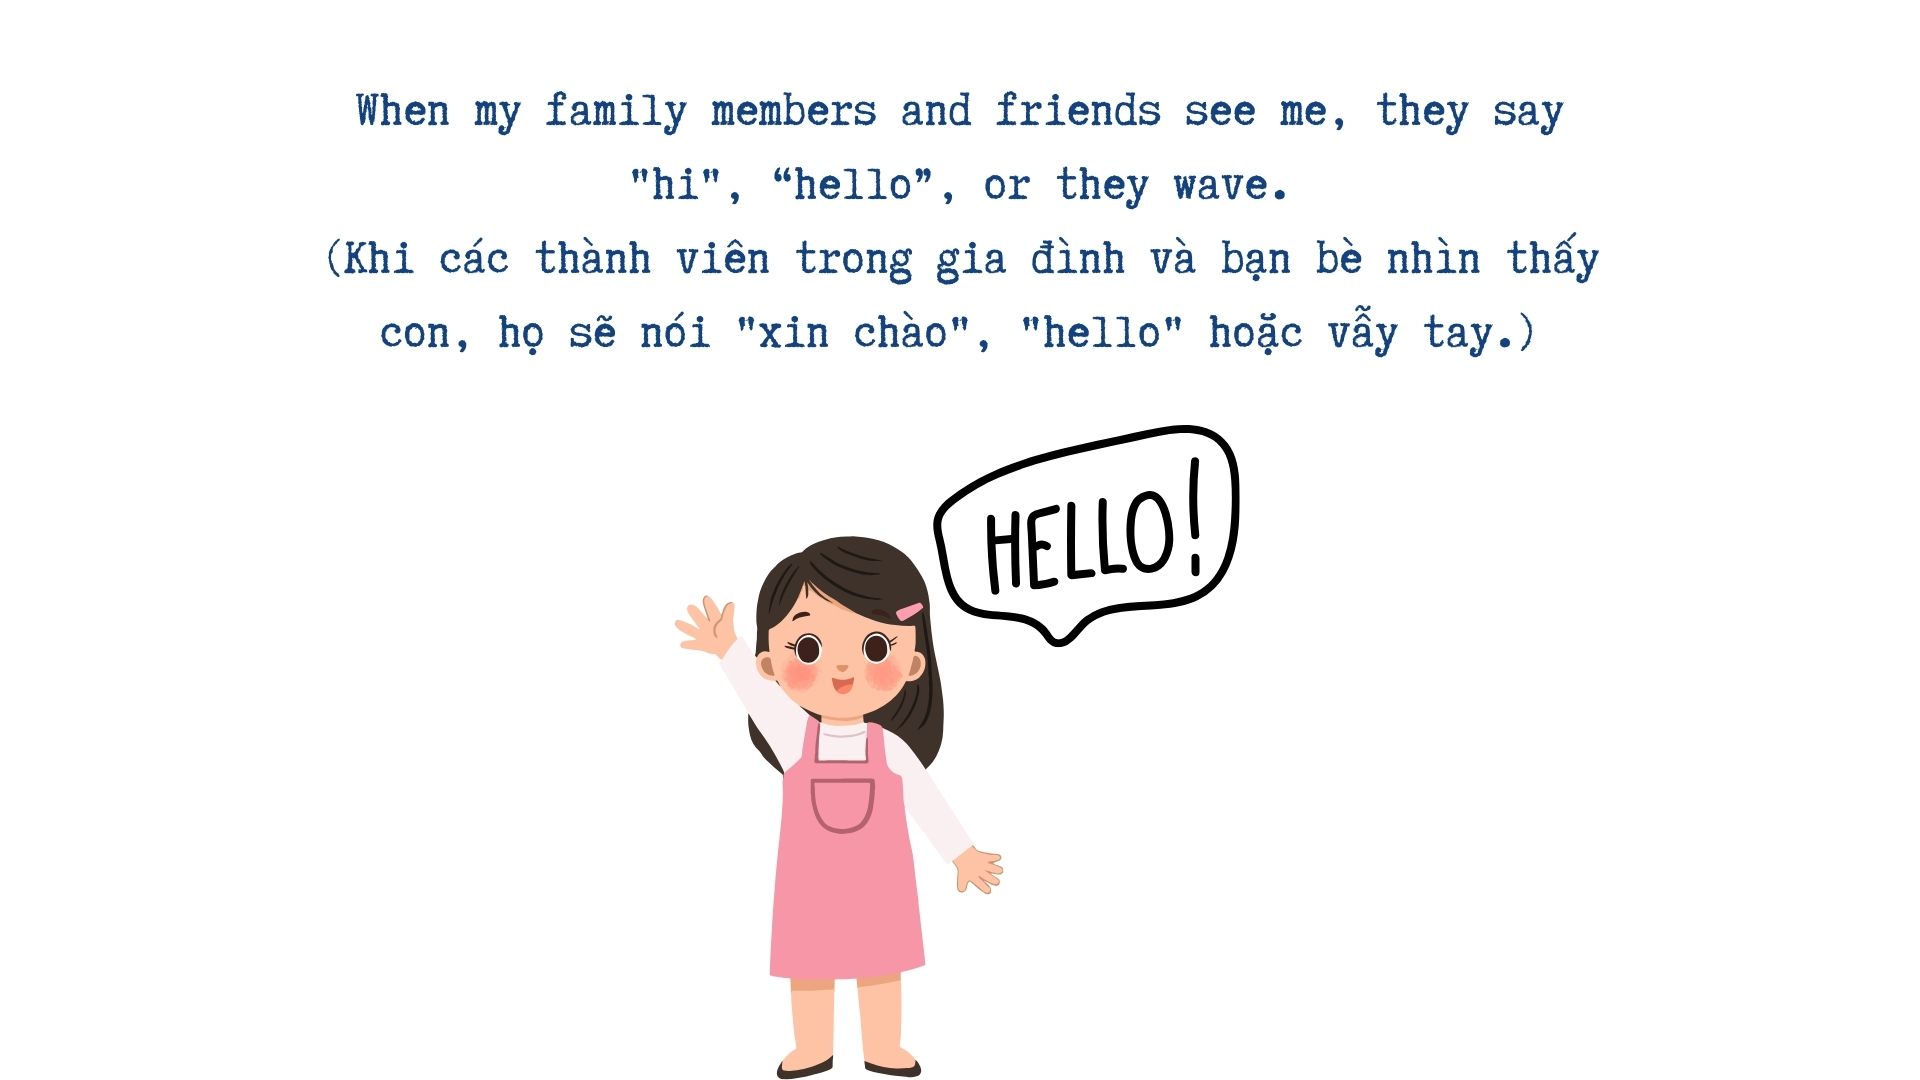 When my family members and friends see me, they say
"hi", “hello”, or they wave.
(Khi các thành viên trong gia đình và bạn bè nhìn thấy
con, họ sẽ nói "xin chào", "hello" hoặc vẫy tay.)
HELLO!